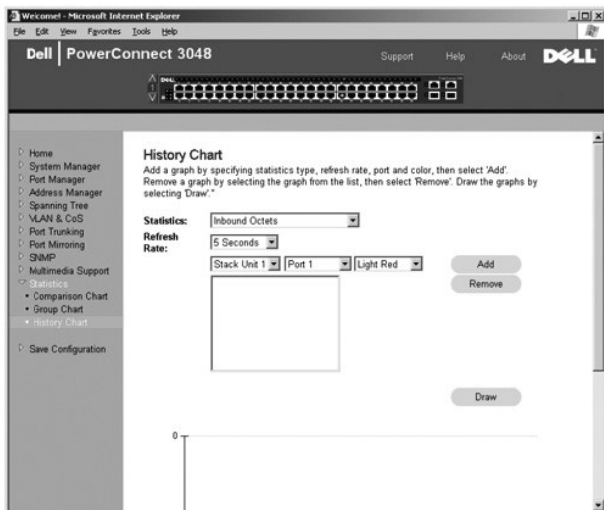 Welcome! - Microsoft Internet Explorer
File Edit View Favorites Tools Help
Dell | PowerConnect 3048
Support Help About DELL
1
Home
System Manager
Port Manager
Address Manager
Spanning Tree
VLAN & CoS
Port Trunking
Port Mirroring
SNMP
Multimedia Support
Statistics
Comparison Chart
Group Chart
History Chart
Save Configuration
History Chart
Add a graph by specifying statistics type, refresh rate, port and color, then select 'Add'.
Remove a graph by selecting the graph from the list, then select 'Remove'. Draw the graphs by
selecting 'Draw'."
Statistics: Inbound Octets
Refresh
Rate: 5 Seconds
Stack Unit 1 Port 1 Light Red Add
Remove
Draw
0